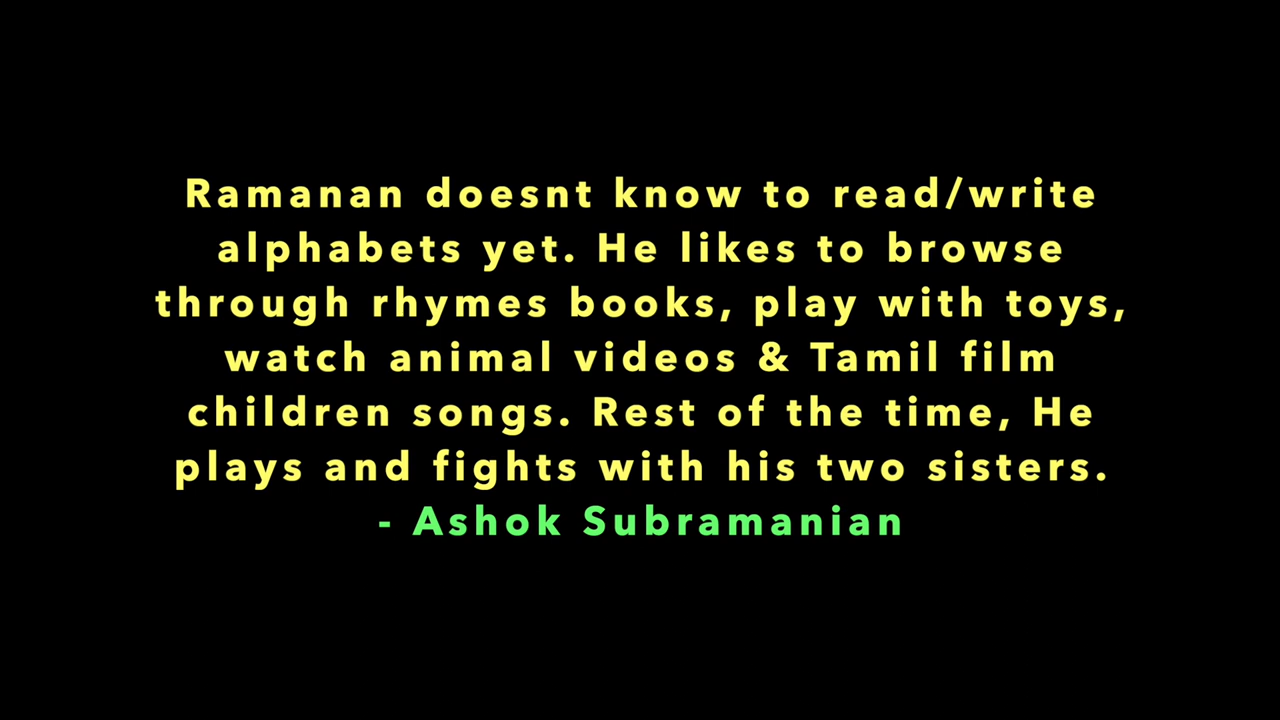 Ramanan doesnt know to read/write
alphabets yet. He likes to browse
through rhymes books, play with toys,
watch animal videos & Tamil film
children songs. Rest of the time, He
plays and fights with his two sisters.
- Ashok Subramanian